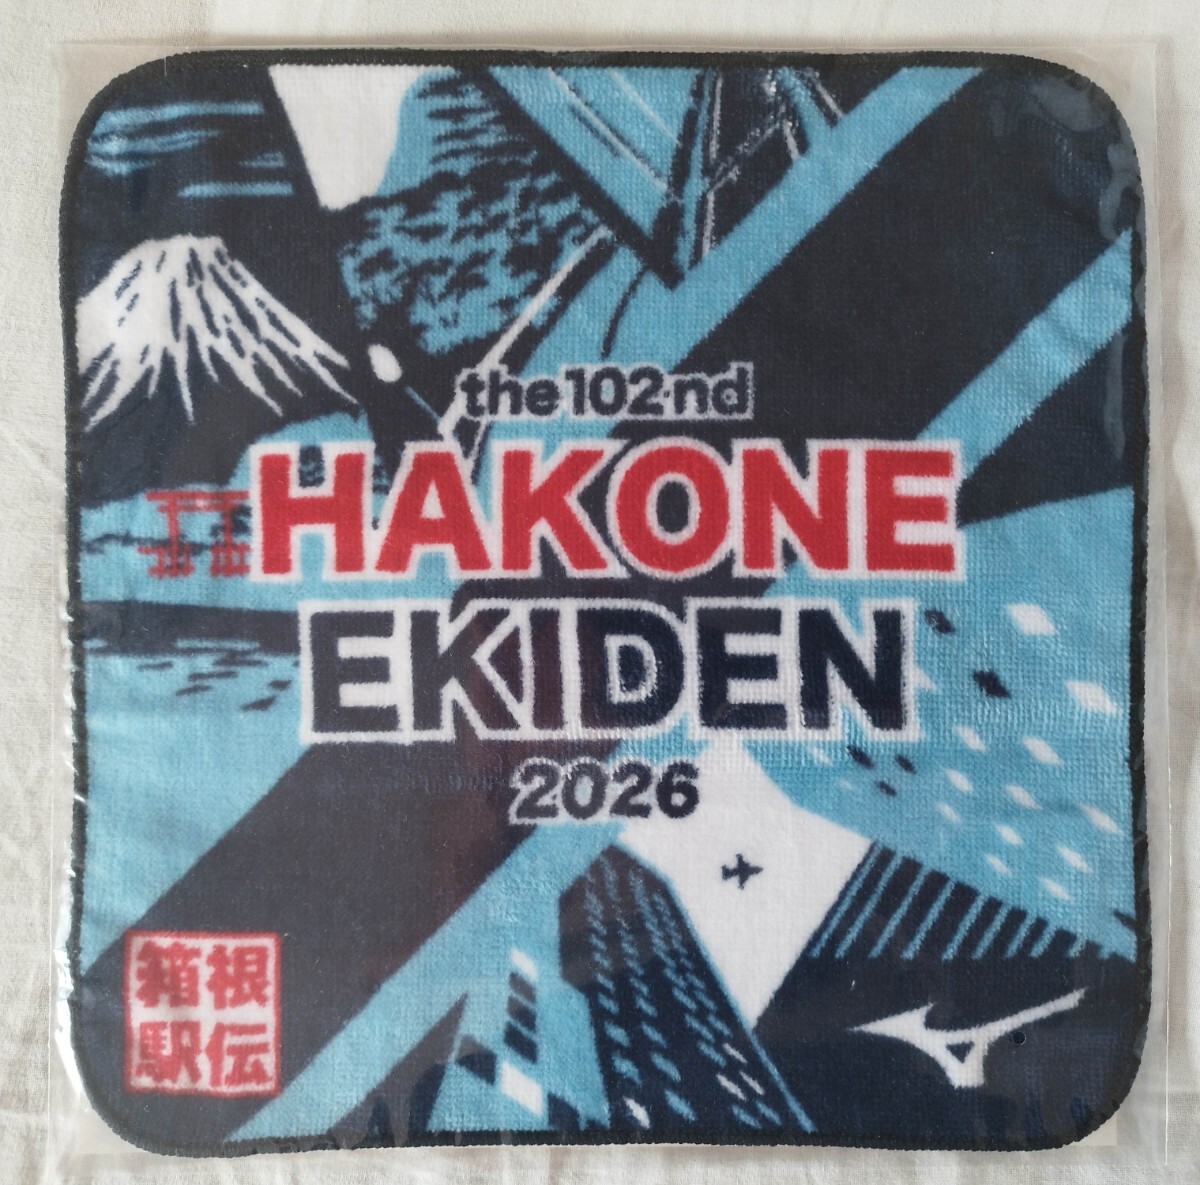 the 102nd
HAKONE
EKIDEN
2026
箱根
駅伝